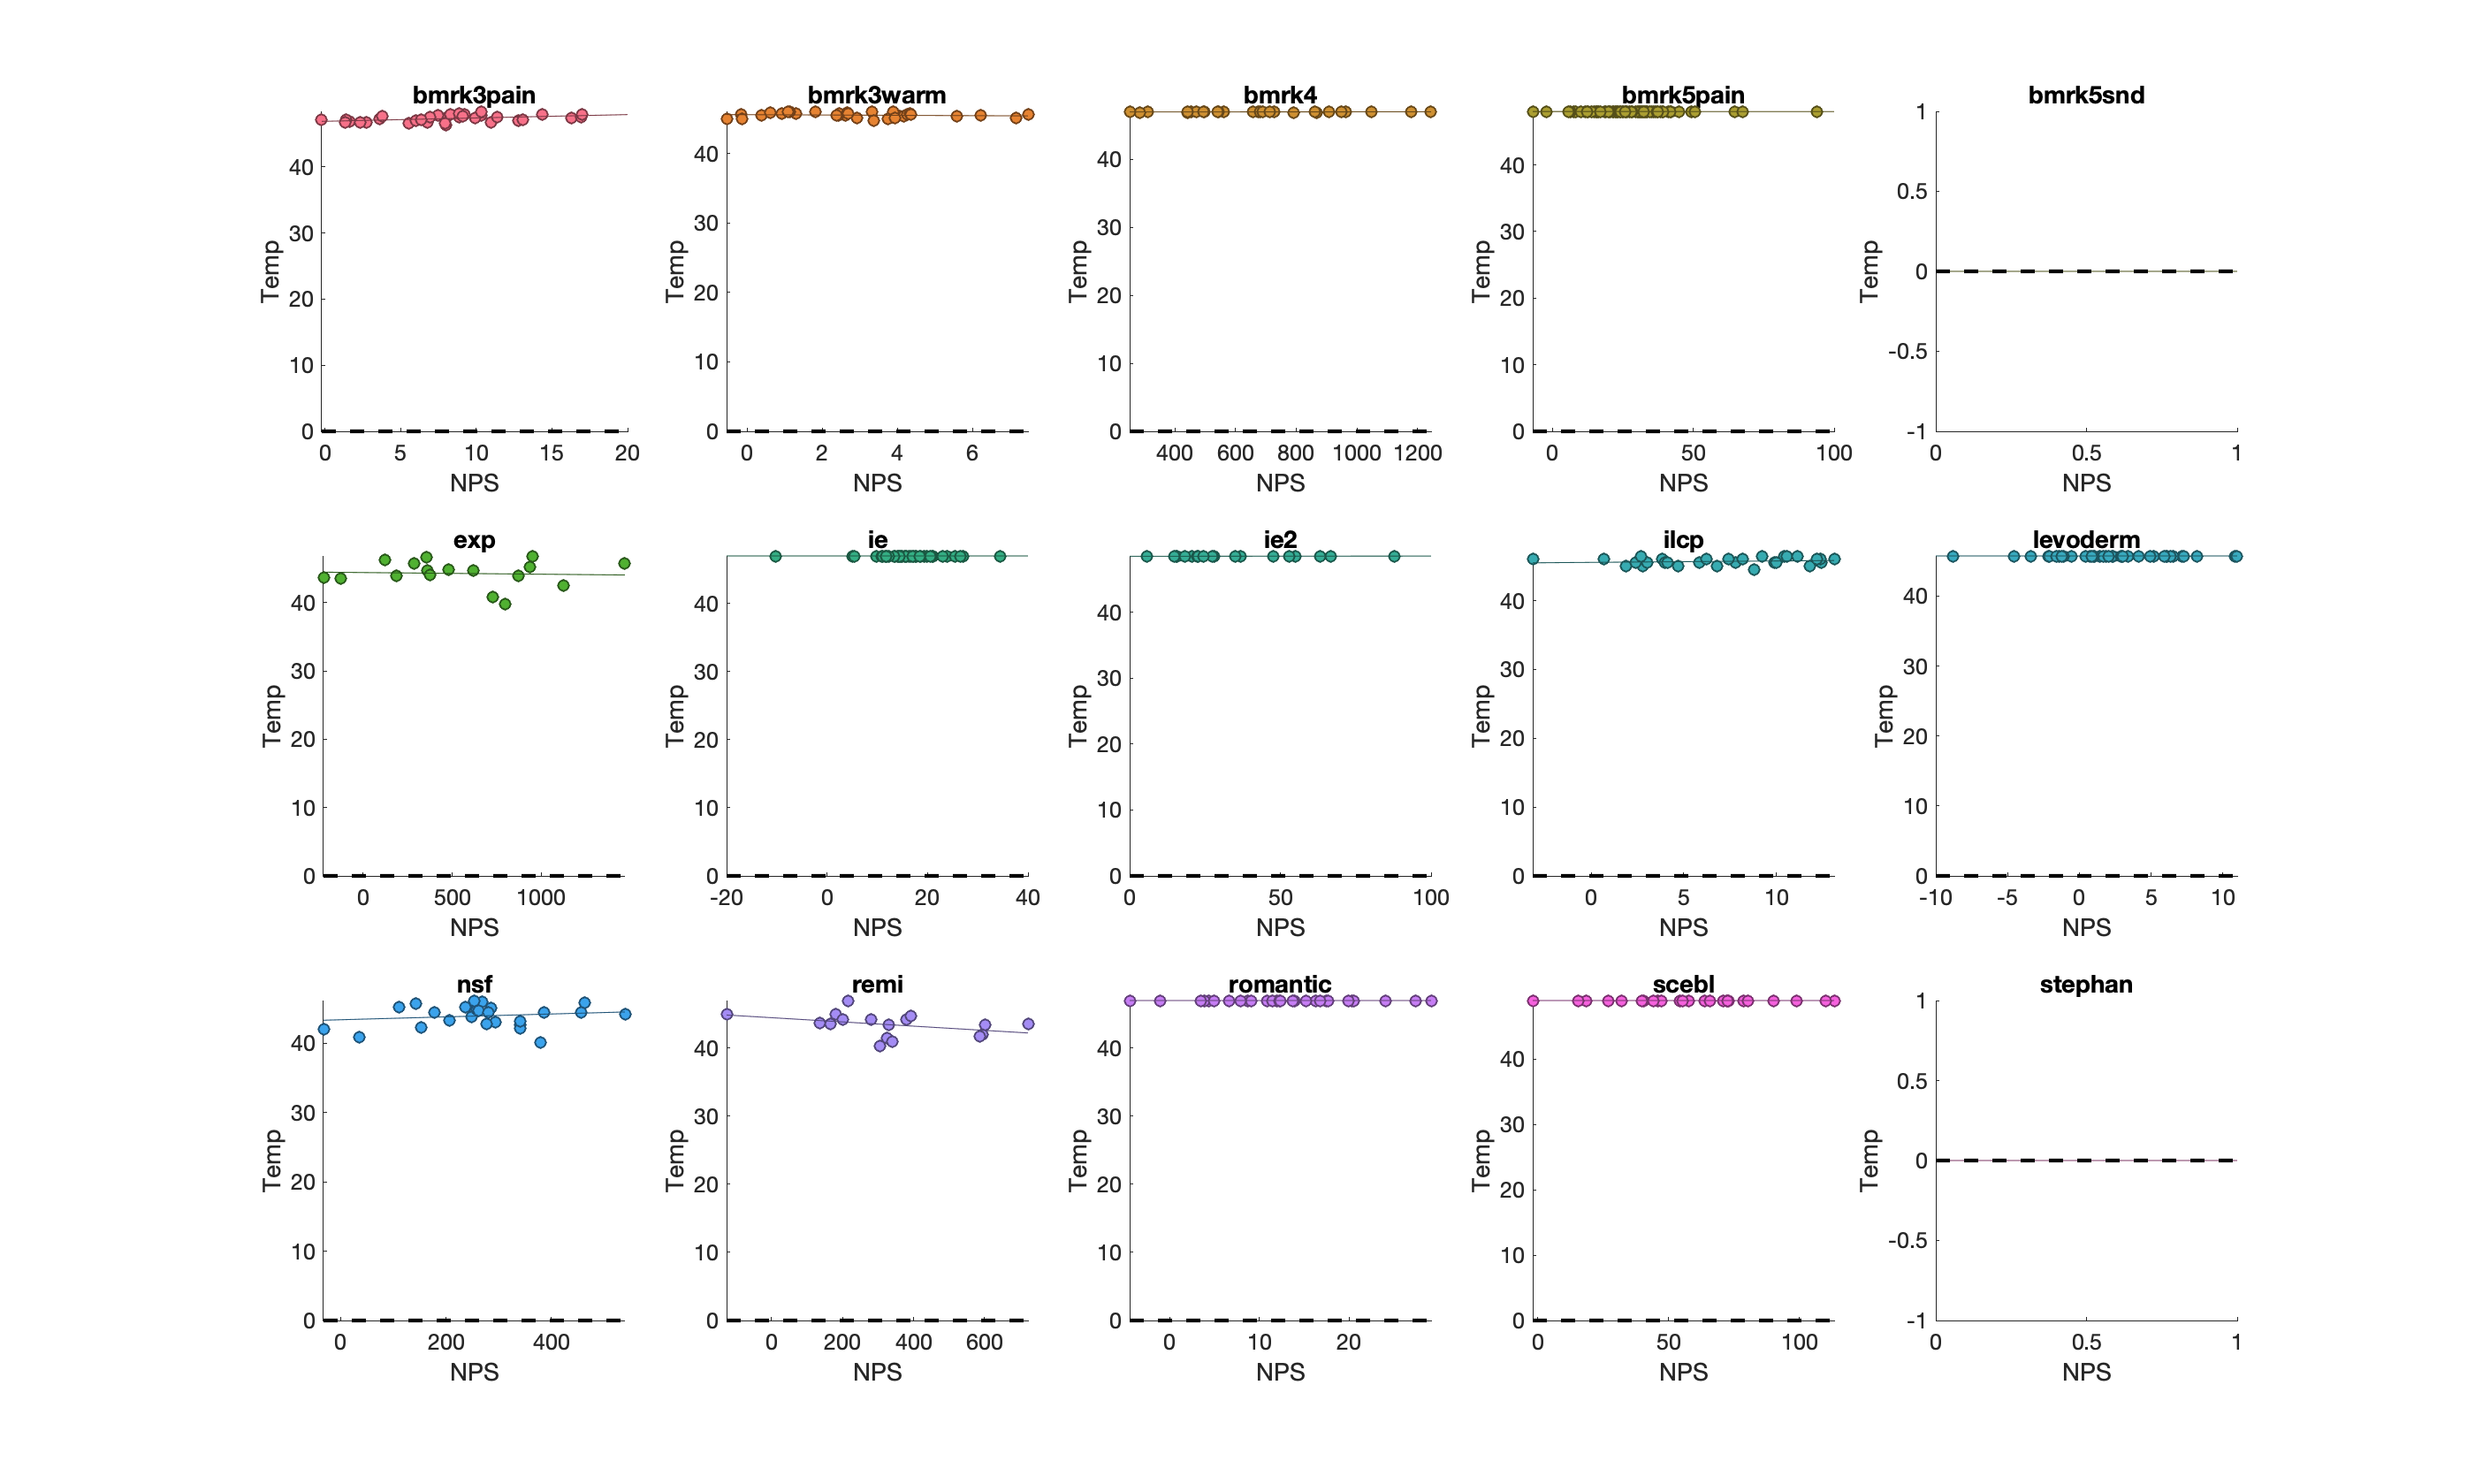 bmrk3pain
bmrk3warm
bmrk4
bmrk5pain
bmrk5snd
Temp
40
30
20
10
0
0
5
10
15
20
NPS
Temp
40
30
20
10
0
0
2
4
6
NPS
Temp
40
30
20
10
0
400
600
800
1000
1200
NPS
Temp
40
30
20
10
0
0
50
100
NPS
Temp
1
0.5
0
-0.5
-1
0
0.5
1
NPS
exp
ie
ie2
ilcp
levoderm
Temp
40
30
20
10
0
0
500
1000
NPS
Temp
40
30
20
10
0
-20
0
20
40
NPS
Temp
40
30
20
10
0
0
50
100
NPS
Temp
40
30
20
10
0
0
5
10
NPS
Temp
40
30
20
10
0
-10
-5
0
5
10
NPS
nsf
remi
romantic
scebl
stephan
Temp
40
30
20
10
0
0
200
400
NPS
Temp
40
30
20
10
0
0
200
400
600
NPS
Temp
40
30
20
10
0
0
10
20
NPS
Temp
40
30
20
10
0
0
50
100
NPS
Temp
1
0.5
0
-0.5
-1
0
0.5
1
NPS